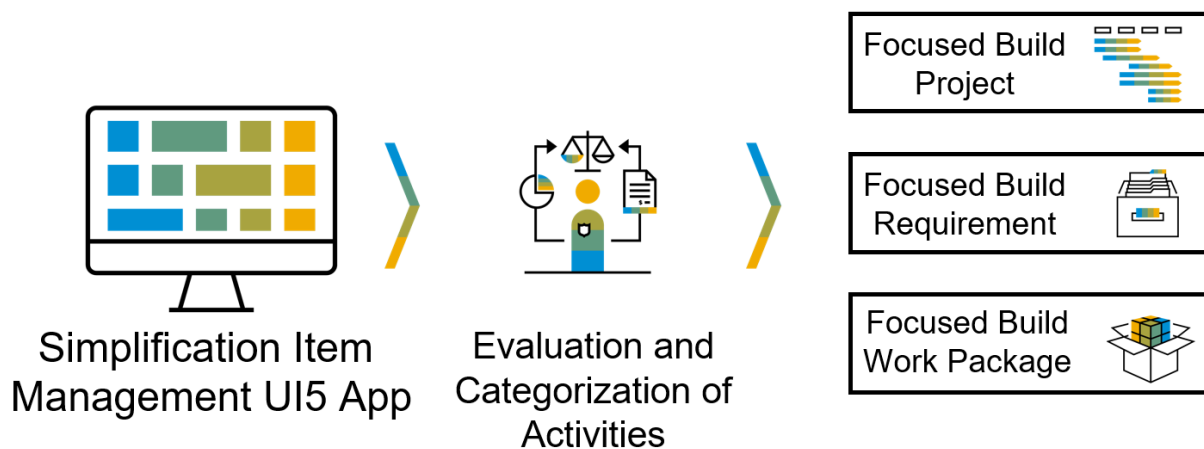 Simplification Item
Management UI5 App
Evaluation and
Categorization of
Activities
Focused Build
Project
Focused Build
Requirement
Focused Build
Work Package